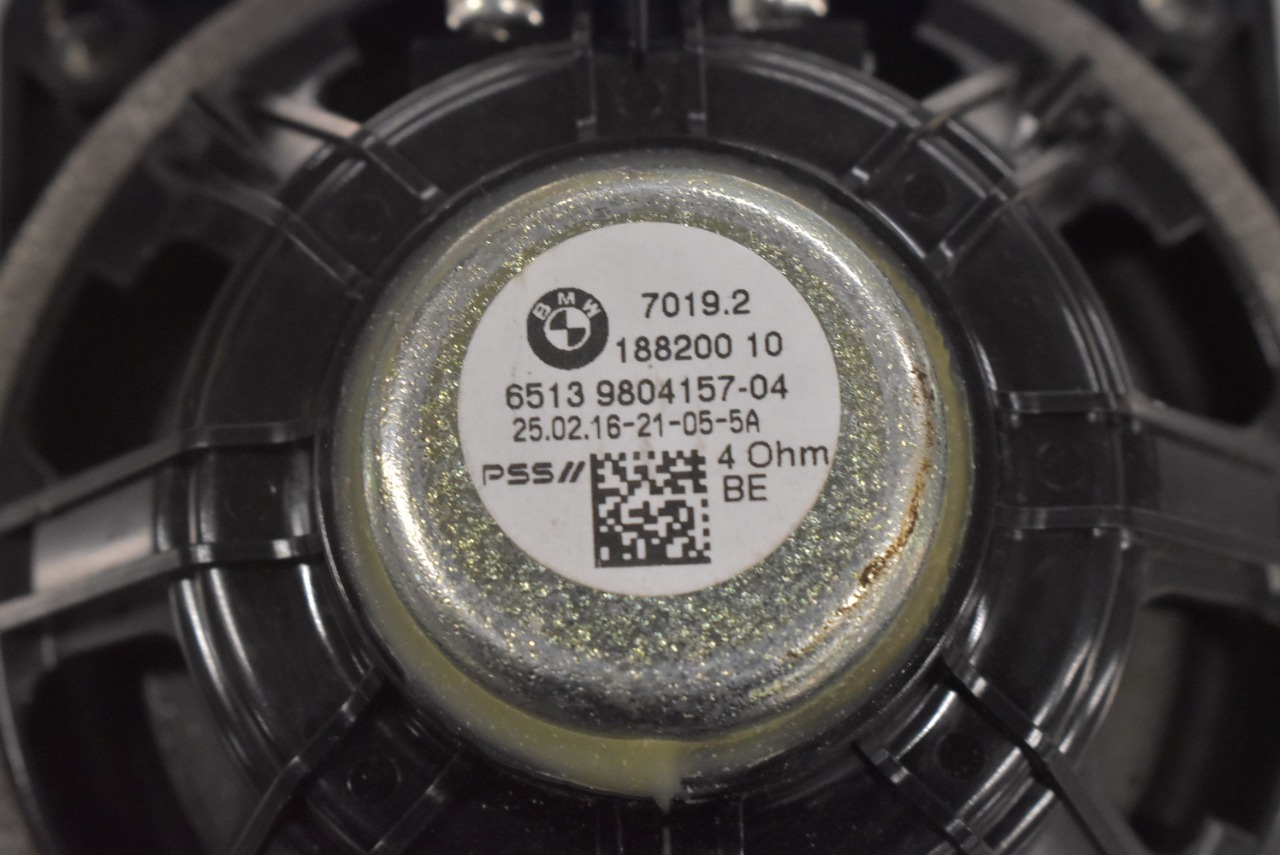 BMW
7019.2
188200 10
6513 9804157-04
25.02.16-21-05-5A
PSS//
4 Ohm
BE